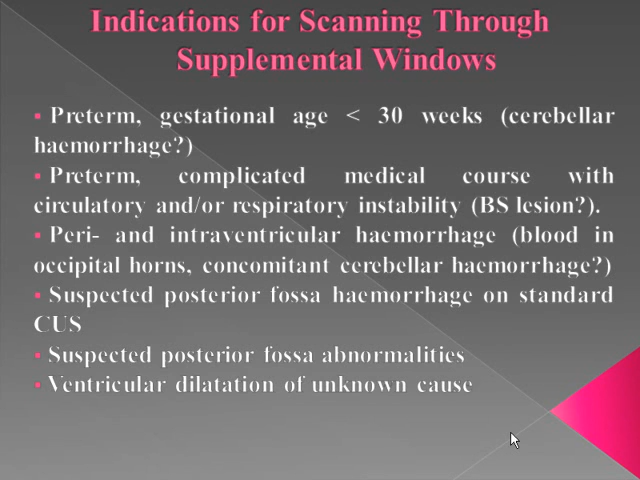 Indications for Scanning Through
Supplemental Windows
▪ Preterm, gestational age < 30 weeks (cerebellar
haemorrhage?)
▪ Preterm, complicated medical course with
circulatory and/or respiratory instability (BS lesion?).
▪ Peri- and intraventricular haemorrhage (blood in
occipital horns, concomitant cerebellar haemorrhage?)
▪ Suspected posterior fossa haemorrhage on standard
CUS
▪ Suspected posterior fossa abnormalities
▪ Ventricular dilatation of unknown cause